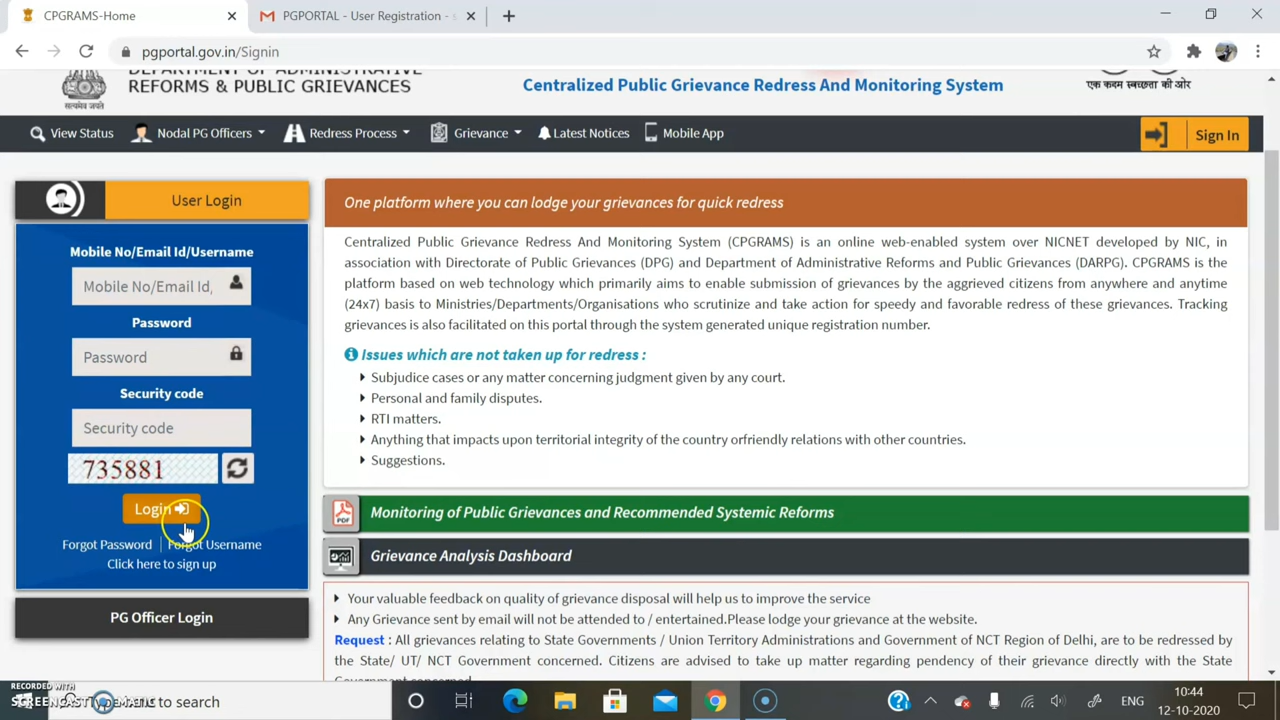 CPGRAMS-Home
PGPORTAL - User Registration -
pgportal.gov.in/Signin
DEPARTMENT OF ADMINISTRATIVE
REFORMS & PUBLIC GRIEVANCES
सत्यमेव जयते
Centralized Public Grievance Redress And Monitoring System
एक कदम स्वच्छता की ओर
View Status
Nodal PG Officers
Redress Process
Grievance
Latest Notices
Mobile App
Sign In
User Login
Mobile No/Email Id/Username
Mobile No/Email Id,
Password
Password
Security code
Security code
735881
Login
Forgot Password
Forgot Username
Click here to sign up
PG Officer Login
One platform where you can lodge your grievances for quick redress
Centralized Public Grievance Redress And Monitoring System (CPGRAMS) is an online web-enabled system over NICNET developed by NIC, in
association with Directorate of Public Grievances (DPG) and Department of Administrative Reforms and Public Grievances (DARPG). CPGRAMS is the
platform based on web technology which primarily aims to enable submission of grievances by the aggrieved citizens from anywhere and anytime
(24x7) basis to Ministries/Departments/Organisations who scrutinize and take action for speedy and favorable redress of these grievances. Tracking
grievances is also facilitated on this portal through the system generated unique registration number.
Issues which are not taken up for redress :
Subjudice cases or any matter concerning judgment given by any court.
Personal and family disputes.
RTI matters.
Anything that impacts upon territorial integrity of the country orfriendly relations with other countries.
Suggestions.
PDF
Monitoring of Public Grievances and Recommended Systemic Reforms
Grievance Analysis Dashboard
Your valuable feedback on quality of grievance disposal will help us to improve the service
Any Grievance sent by email will not be attended to / entertained.Please lodge your grievance at the website.
Request : All grievances relating to State Governments / Union Territory Administrations and Government of NCT Region of Delhi, are to be redressed by
the State/ UT/ NCT Government concerned. Citizens are advised to take up matter regarding pendency of their grievance directly with the State
Government concerned.
RECORDED WITH
SCREENCAST MATIC
Type here to search
ENG
10:44
12-10-2020